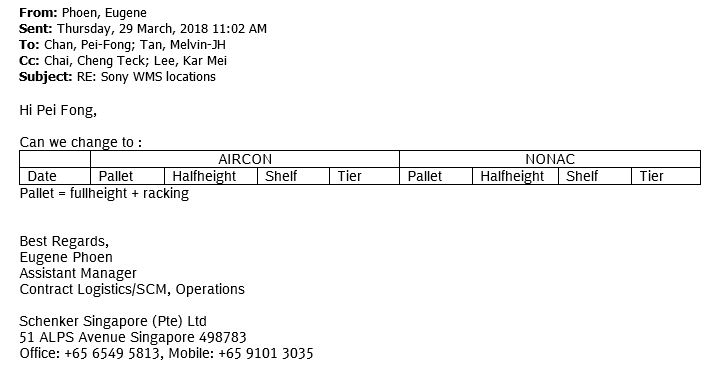 From: Phoen, Eugene
Sent: Thursday, 29 March, 2018 11:02 AM
To: Chan, Pei-Fong; Tan, Melvin-JH
Cc: Chai, Cheng Teck; Lee, Kar Mei
Subject: RE: Sony WMS locations
Hi Pei Fong,
Can we change to :
AIRCON NONAC
Date Pallet Halfheight Shelf Tier Pallet Halfheight Shelf Tier
Pallet = fullheight + racking
Best Regards,
Eugene Phoen
Assistant Manager
Contract Logistics/SCM, Operations
Schenker Singapore (Pte) Ltd
51 ALPS Avenue Singapore 498783
Office: +65 6549 5813, Mobile: +65 9101 3035